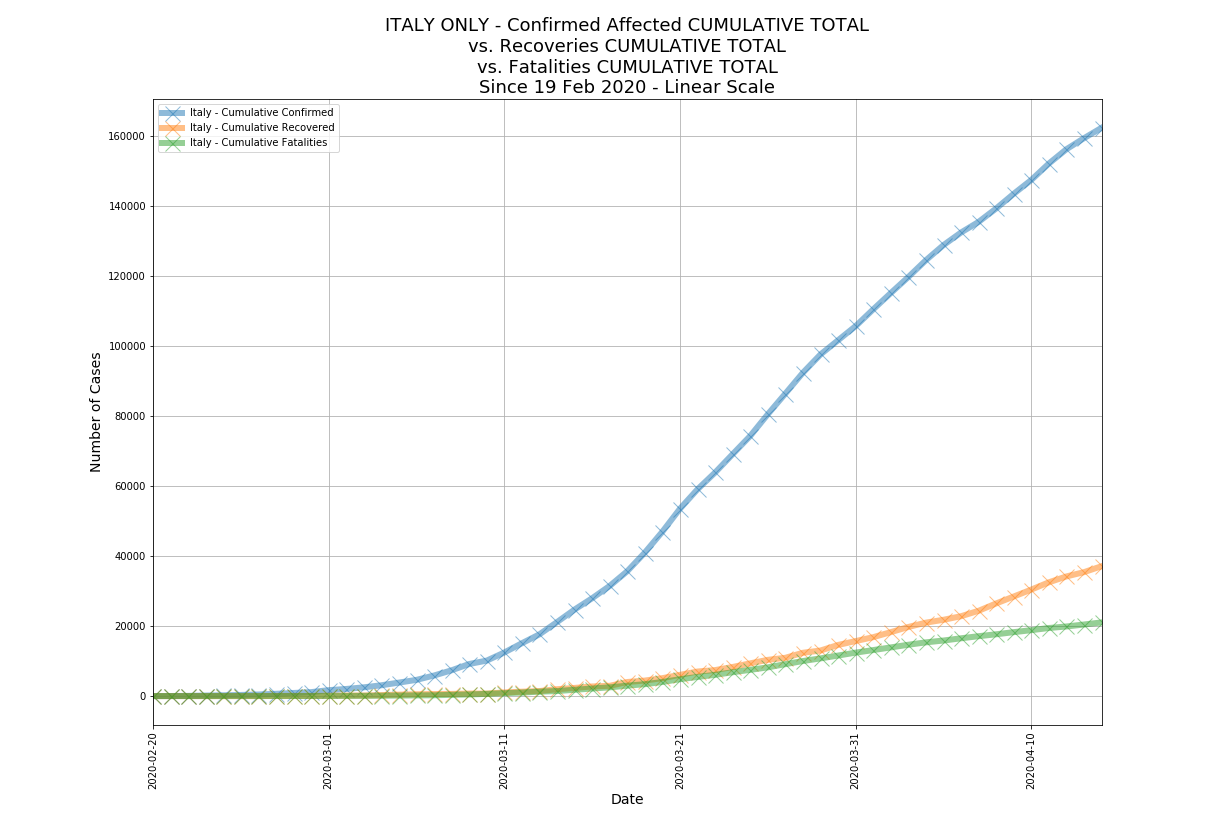 ITALY ONLY - Confirmed Affected CUMULATIVE TOTAL
vs. Recoveries CUMULATIVE TOTAL
vs. Fatalities CUMULATIVE TOTAL
Since 19 Feb 2020 - Linear Scale
Italy - Cumulative Confirmed
Italy - Cumulative Recovered
Italy - Cumulative Fatalities
160000
140000
120000
100000
80000
60000
40000
20000
0
Number of Cases
2020-02-20
2020-03-01
2020-03-11
2020-03-21
2020-03-31
2020-04-10
Date